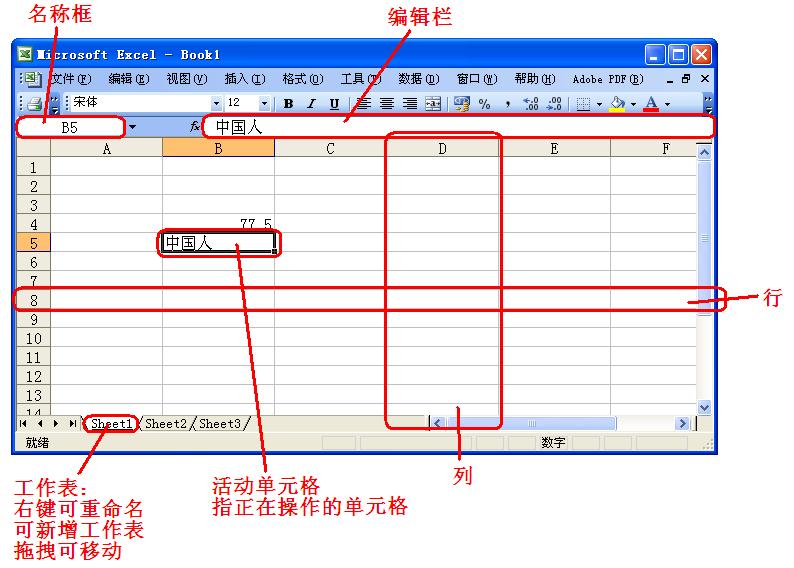 名称框
编辑栏
Microsoft Excel - Book1
文件(F) 编辑(E) 视图(V) 插入(I) 格式(O) 工具(T) 数据(D) 窗口(W) 帮助(H) Adobe PDF(B)
宋体 12 B I U % , .00
B5 fx 中国人
A B C D E F
1
2
3
4 77.5
5 中国人
6
7
8
行
9
10
11
12
13
14
Sheet1 Sheet2 Sheet3
就绪 数字
列
工作表：
右键可重命名
可新增工作表
拖拽可移动
活动单元格
指正在操作的单元格